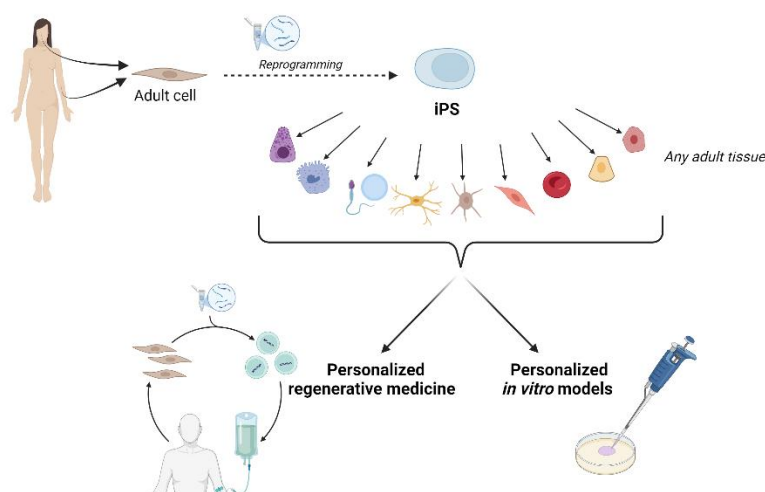 Reprogramming
Adult cell
iPS
Any adult tissue
Personalized
regenerative medicine
Personalized
in vitro models